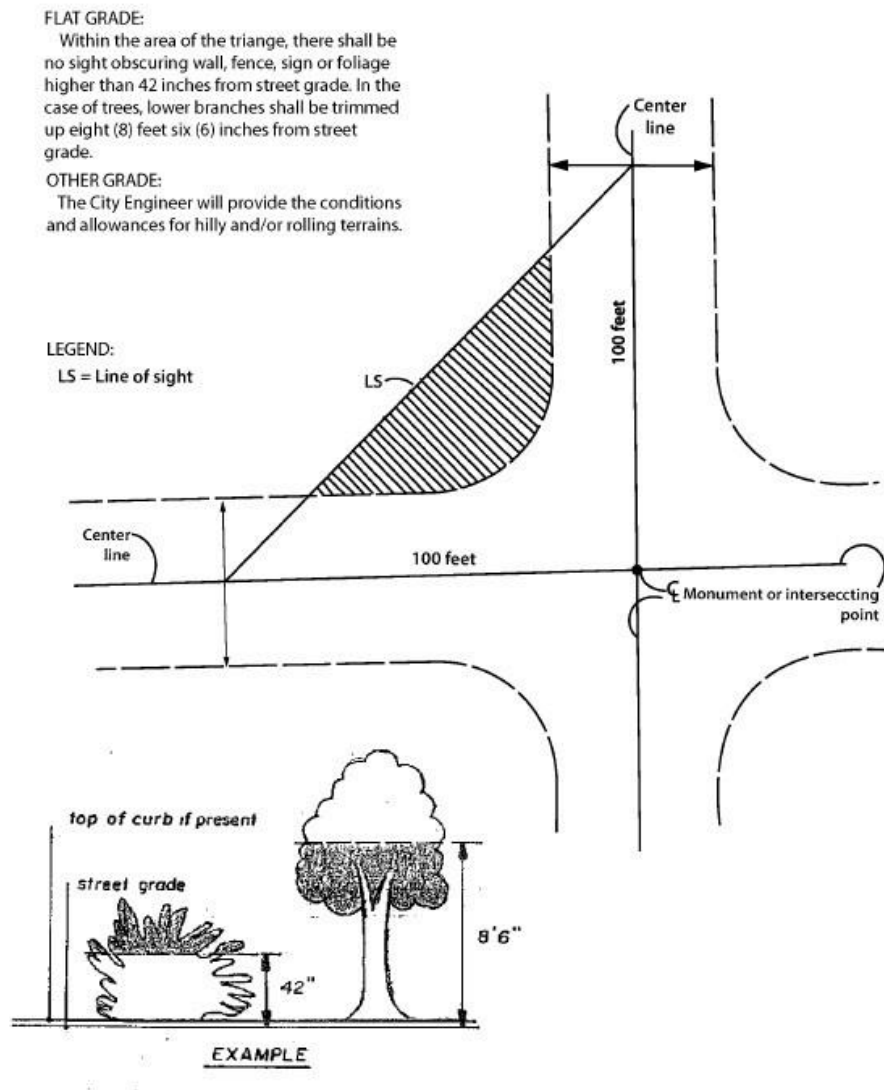 FLAT GRADE:
Within the area of the triange, there shall be
no sight obscuring wall, fence, sign or foliage
higher than 42 inches from street grade. In the
case of trees, lower branches shall be trimmed
up eight (8) feet six (6) inches from street
grade.
OTHER GRADE:
The City Engineer will provide the conditions
and allowances for hilly and/or rolling terrains.
Center
line
100 feet
LEGEND:
LS = Line of sight
LS
Center
line
100 feet
℄ Monument or interseccting
point
top of curb if present
street grade
42"
8'6"
EXAMPLE